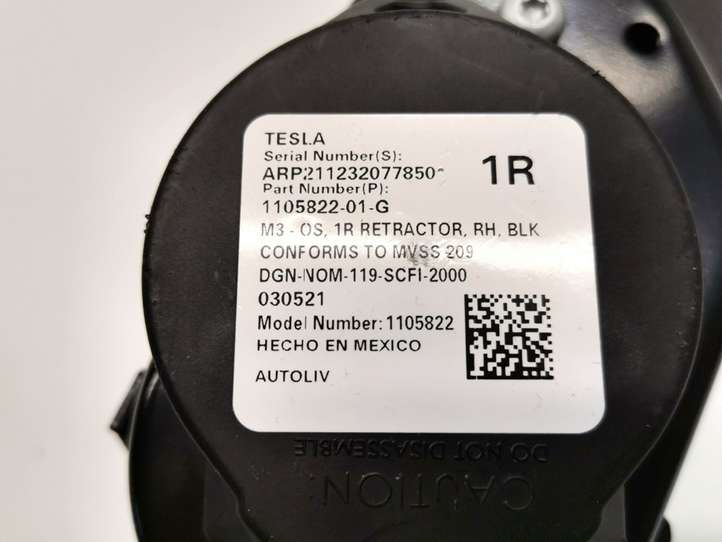 TESLA
Serial Number(S):
1R
Part Number(P):
1105822-01-G
M3 - OS, 1R RETRACTOR, RH, BLK
CONFORMS TO MVSS 209
DGN-NOM-119-SCFI-2000
030521
Model Number: 1105822
HECHO EN MEXICO
AUTOLIV
CAUTION:
DO NOT DISASSEMBLE